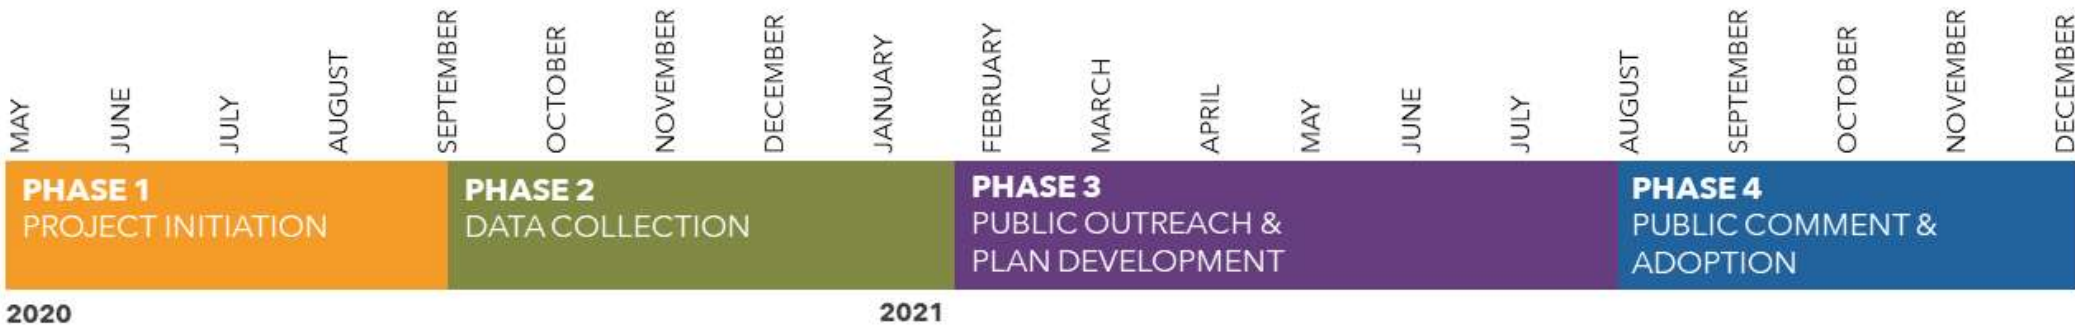 MAY
JUNE
JULY
AUGUST
SEPTEMBER
OCTOBER
NOVEMBER
DECEMBER
JANUARY
FEBRUARY
MARCH
APRIL
MAY
JUNE
JULY
AUGUST
SEPTEMBER
OCTOBER
NOVEMBER
DECEMBER
PHASE 1
PROJECT INITIATION
PHASE 2
DATA COLLECTION
PHASE 3
PUBLIC OUTREACH &
PLAN DEVELOPMENT
PHASE 4
PUBLIC COMMENT &
ADOPTION
2020
2021